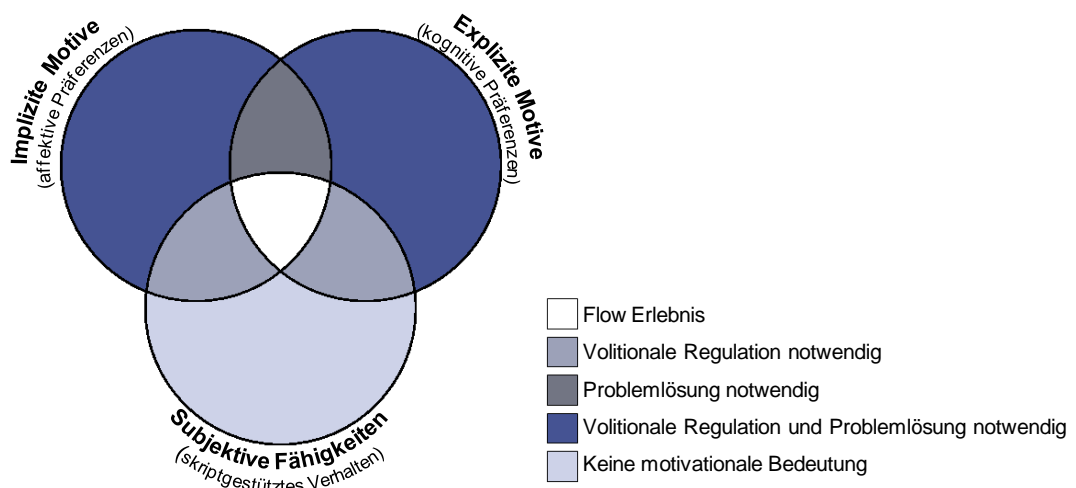 Implizite Motive
(affektive Präferenzen)
Explizite Motive
(kognitive Präferenzen)
Subjektive Fähigkeiten
(skriptgestütztes Verhalten)
Flow Erlebnis
Volitionale Regulation notwendig
Problemlösung notwendig
Volitionale Regulation und Problemlösung notwendig
Keine motivationale Bedeutung